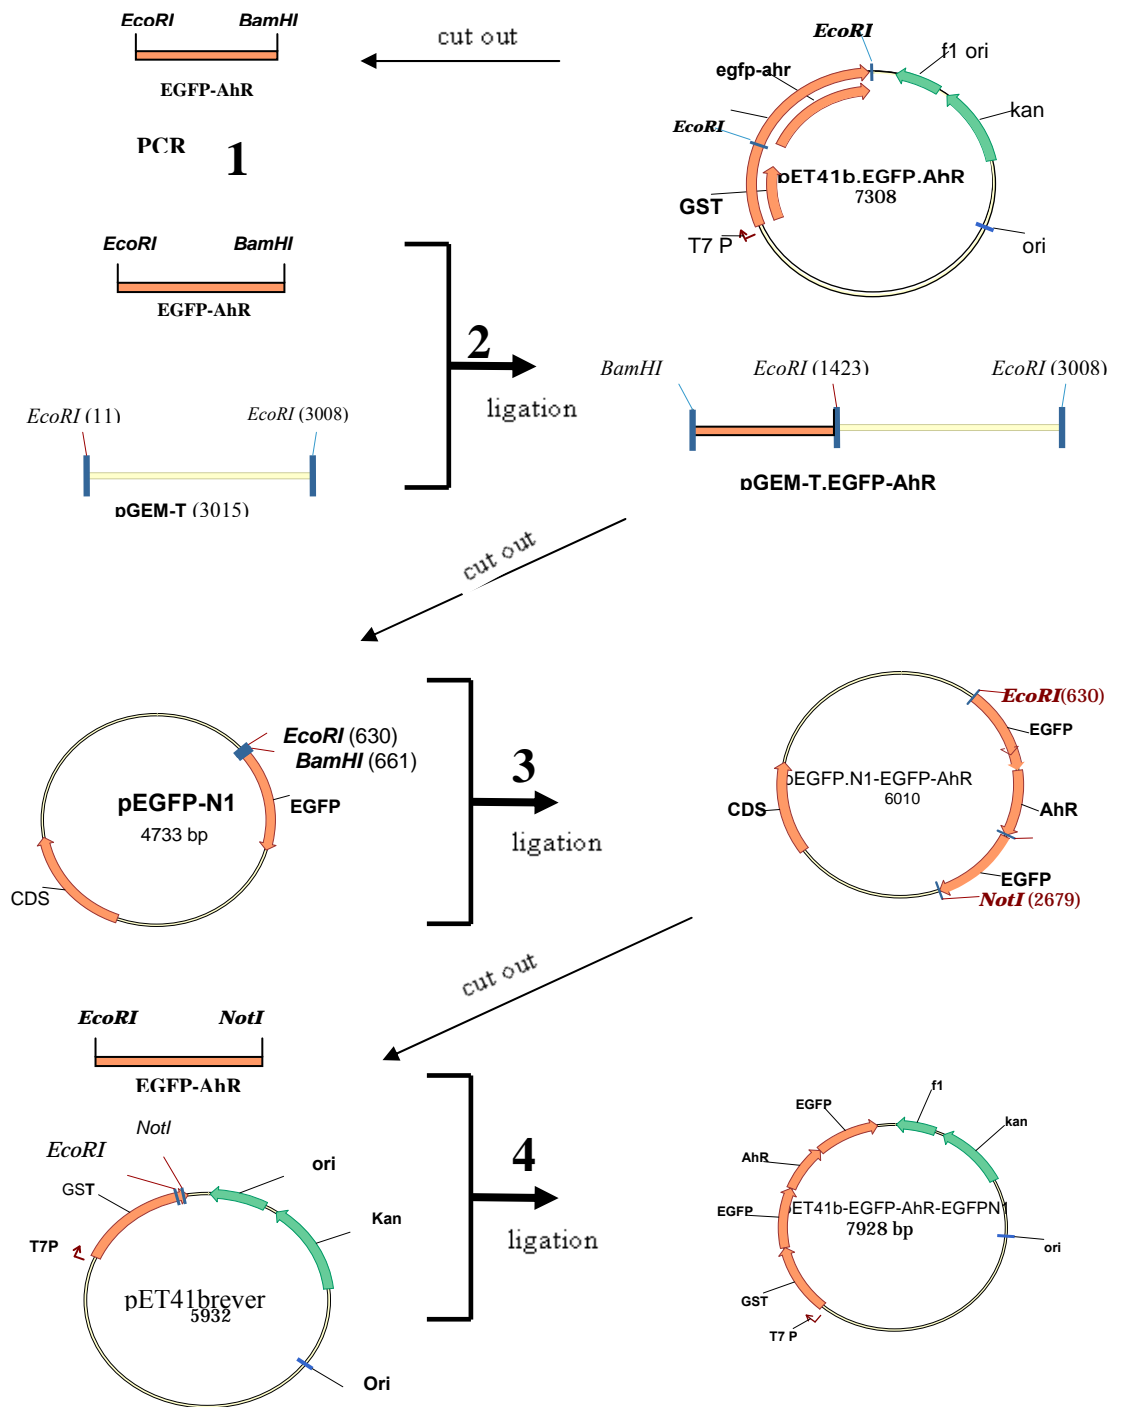 EcoRI BamHI
EGFP-AhR
cut out
PCR 1
EcoRI
egfp-ahr
f1 ori
kan
EcoRI
pET41b.EGFP.AhR
7308
GST
T7 P
ori
EcoRI BamHI
EGFP-AhR
EcoRI (11) EcoRI (3008)
pGEM-T (3015)
2
ligation
BamHI EcoRI (1423) EcoRI (3008)
pGEM-T.EGFP-AhR
cut out
EcoRI (630)
BamHI (661)
pEGFP-N1
4733 bp
EGFP
CDS
3
ligation
EcoRI(630)
EGFP
pEGFP.N1-EGFP-AhR
6010
CDS
AhR
EGFP
NotI (2679)
cut out
EcoRI NotI
EGFP-AhR
NotI
EcoRI
ori
GST
Kan
T7P
pET41brever
5932
Ori
4
ligation
f1
EGFP
kan
AhR
EGFP
pET41b-EGFP-AhR-EGFPN1
7928 bp
ori
GST
T7 P